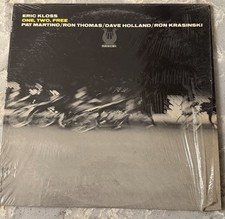 ERIC KLOSS
ONE, TWO, FREE
PAT MARTINO/RON THOMAS/DAVE HOLLAND/RON KRASINSKI